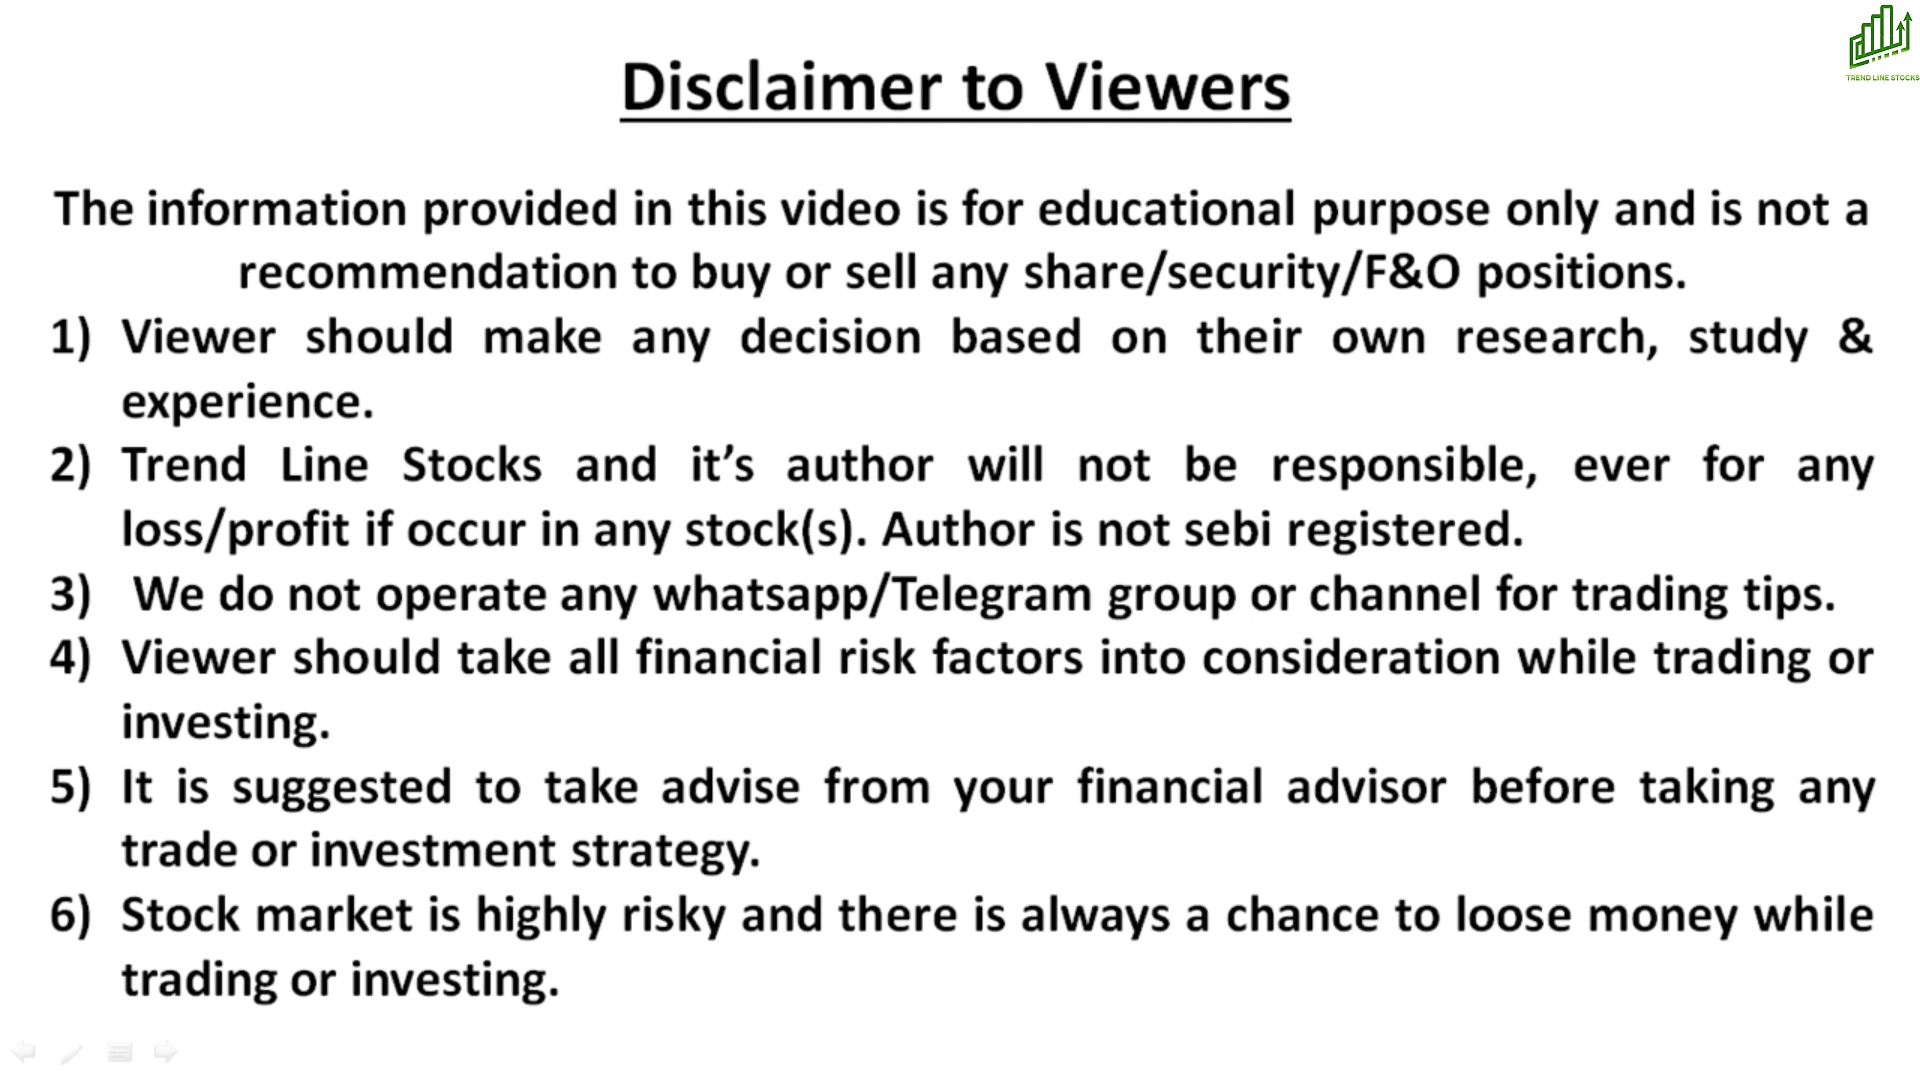 TREND LINE STOCKS
Disclaimer to Viewers
The information provided in this video is for educational purpose only and is not a
recommendation to buy or sell any share/security/F&O positions.
1) Viewer should make any decision based on their own research, study &
experience.
2) Trend Line Stocks and it’s author will not be responsible, ever for any
loss/profit if occur in any stock(s). Author is not sebi registered.
3) We do not operate any whatsapp/Telegram group or channel for trading tips.
4) Viewer should take all financial risk factors into consideration while trading or
investing.
5) It is suggested to take advise from your financial advisor before taking any
trade or investment strategy.
6) Stock market is highly risky and there is always a chance to loose money while
trading or investing.